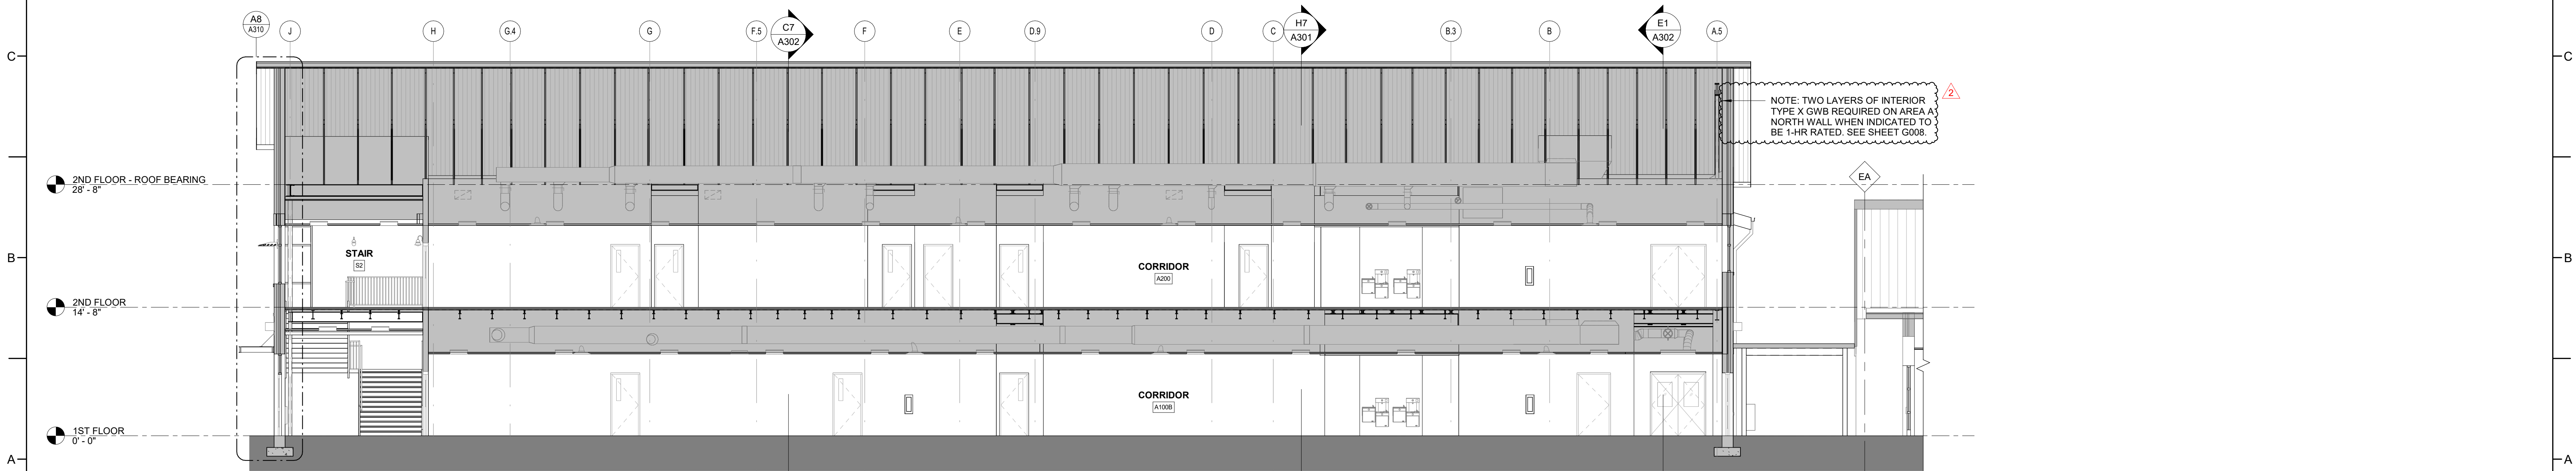 A8
A310
J
H
G.4
G
F.5
C7
A302
F
E
D.9
D
C
H7
A301
B.3
B
E1
A302
A.5
C
C
NOTE: TWO LAYERS OF INTERIOR
TYPE X GWB REQUIRED ON AREA A
NORTH WALL WHEN INDICATED TO
BE 1-HR RATED. SEE SHEET G008.
2
2ND FLOOR - ROOF BEARING
28' - 8"
EA
STAIR
S2
CORRIDOR
A200
B
B
2ND FLOOR
14' - 8"
CORRIDOR
A100B
1ST FLOOR
0' - 0"
A
A